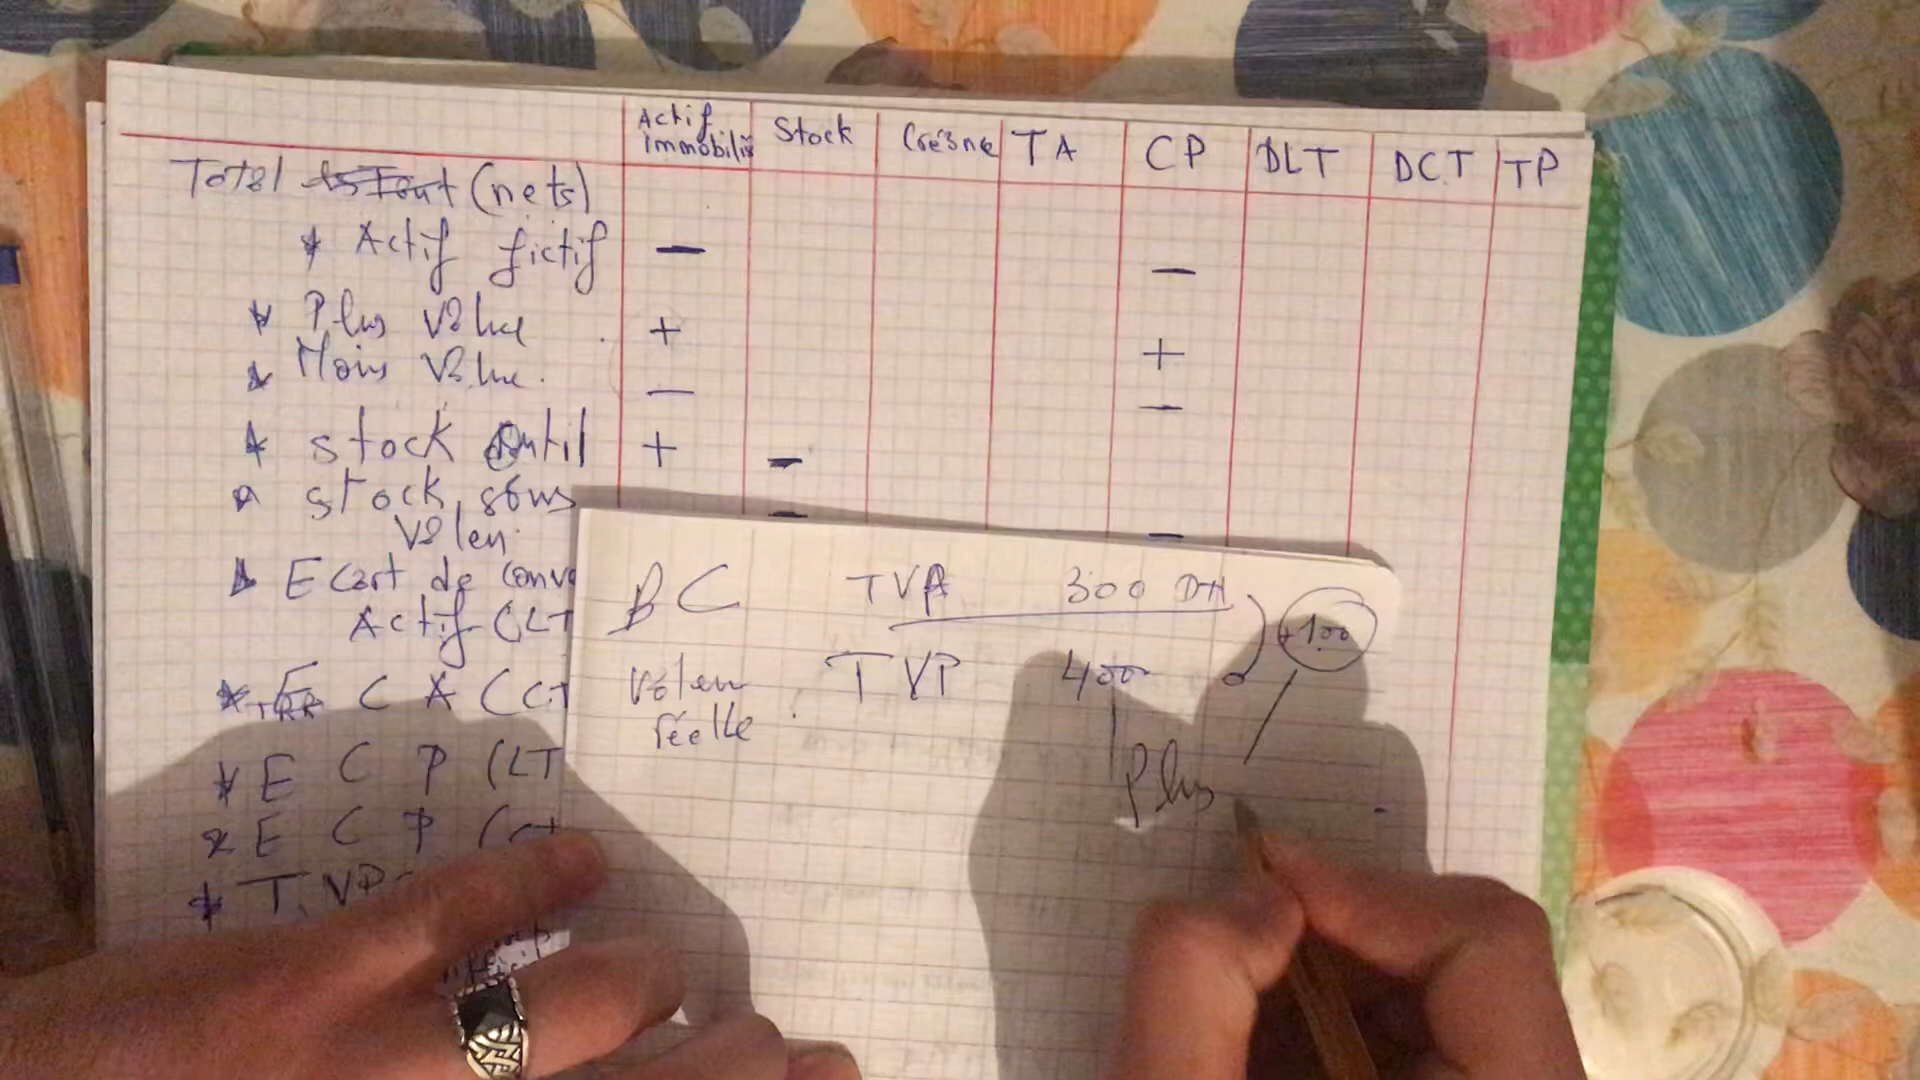 Actif Immobilis Stock Créance TA CP DLT DCT TP
Total (nets)
* Actif fictif − −
* Plus Value + +
* Moins Value. − −
* Stock Outil + −
* Stock sous − −
Valeur
* Ecart de conv
Actif (LT
* C A (CT
* E C P (LT
* E C P (CT
* T.VP
BC TVA 300 DH +100
Valeur réelle TVP 400
Plus